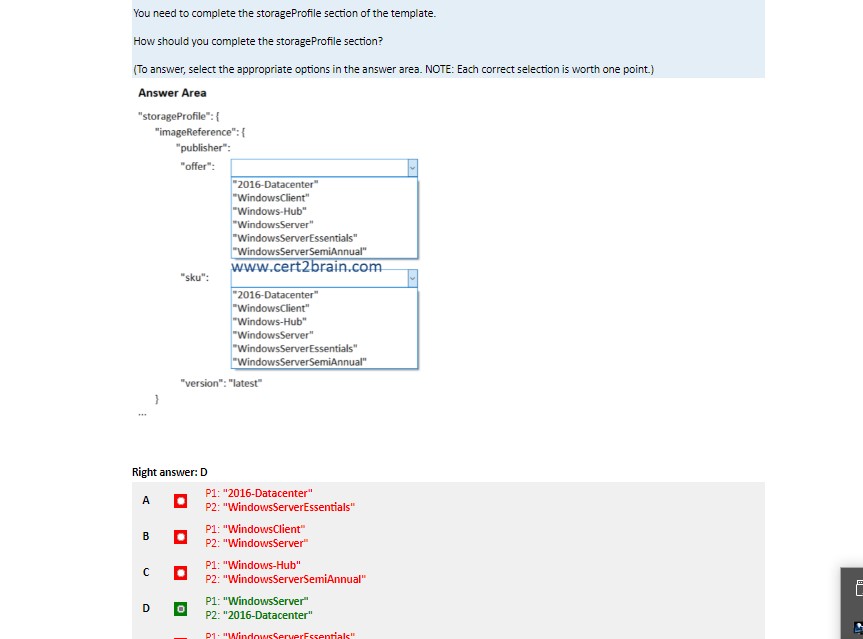 You need to complete the storageProfile section of the template.
How should you complete the storageProfile section?
(To answer, select the appropriate options in the answer area. NOTE: Each correct selection is worth one point.)
Answer Area
"storageProfile": {
"imageReference": {
"publisher":
"offer":
"2016-Datacenter"
"WindowsClient"
"Windows-Hub"
"WindowsServer"
"WindowsServerEssentials"
"WindowsServerSemiAnnual"
www.cert2brain.com
"sku":
"2016-Datacenter"
"WindowsClient"
"Windows-Hub"
"WindowsServer"
"WindowsServerEssentials"
"WindowsServerSemiAnnual"
"version": "latest"
}
...
Right answer: D
A
P1: "2016-Datacenter"
P2: "WindowsServerEssentials"
B
P1: "WindowsClient"
P2: "WindowsServer"
C
P1: "Windows-Hub"
P2: "WindowsServerSemiAnnual"
D
P1: "WindowsServer"
P2: "2016-Datacenter"
P1: "WindowsServerEssentials"